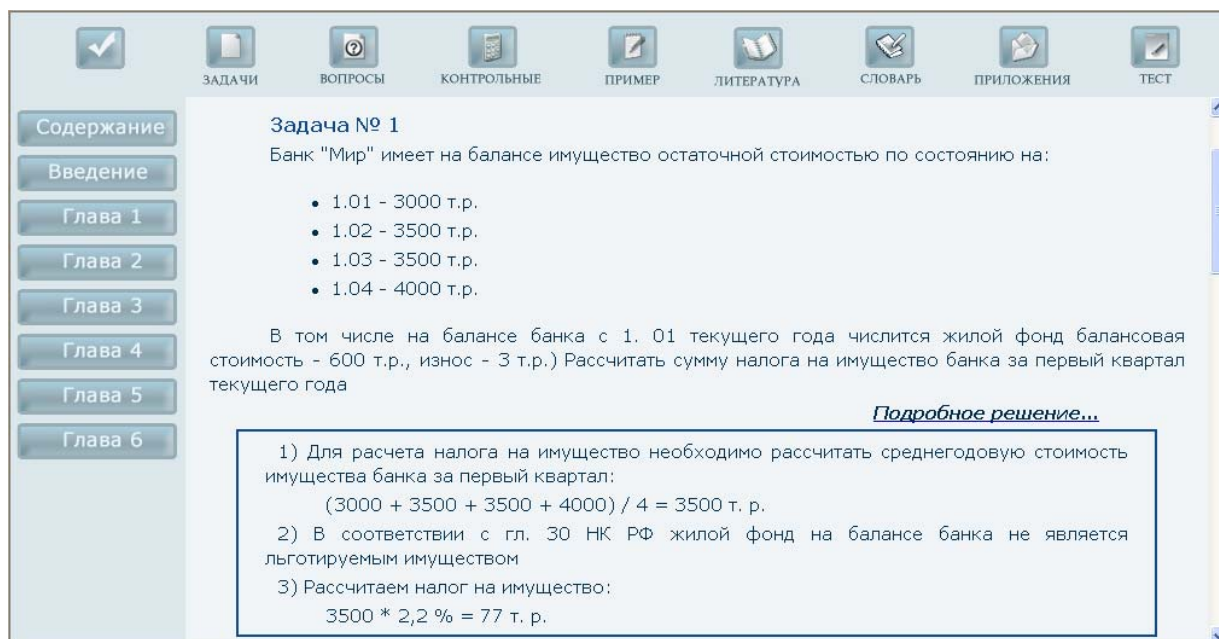 ЗАДАЧИ ВОПРОСЫ КОНТРОЛЬНЫЕ ПРИМЕР ЛИТЕРАТУРА СЛОВАРЬ ПРИЛОЖЕНИЯ ТЕСТ
Содержание
Введение
Глава 1
Глава 2
Глава 3
Глава 4
Глава 5
Глава 6
Задача № 1
Банк "Мир" имеет на балансе имущество остаточной стоимостью по состоянию на:
• 1.01 - 3000 т.р.
• 1.02 - 3500 т.р.
• 1.03 - 3500 т.р.
• 1.04 - 4000 т.р.
В том числе на балансе банка с 1. 01 текущего года числится жилой фонд балансовая
стоимость - 600 т.р., износ - 3 т.р.) Рассчитать сумму налога на имущество банка за первый квартал
текущего года
Подробное решение...
1) Для расчета налога на имущество необходимо рассчитать среднегодовую стоимость
имущества банка за первый квартал:
(3000 + 3500 + 3500 + 4000) / 4 = 3500 т. р.
2) В соответствии с гл. 30 НК РФ жилой фонд на балансе банка не является
льготируемым имуществом
3) Рассчитаем налог на имущество:
3500 * 2,2 % = 77 т. р.